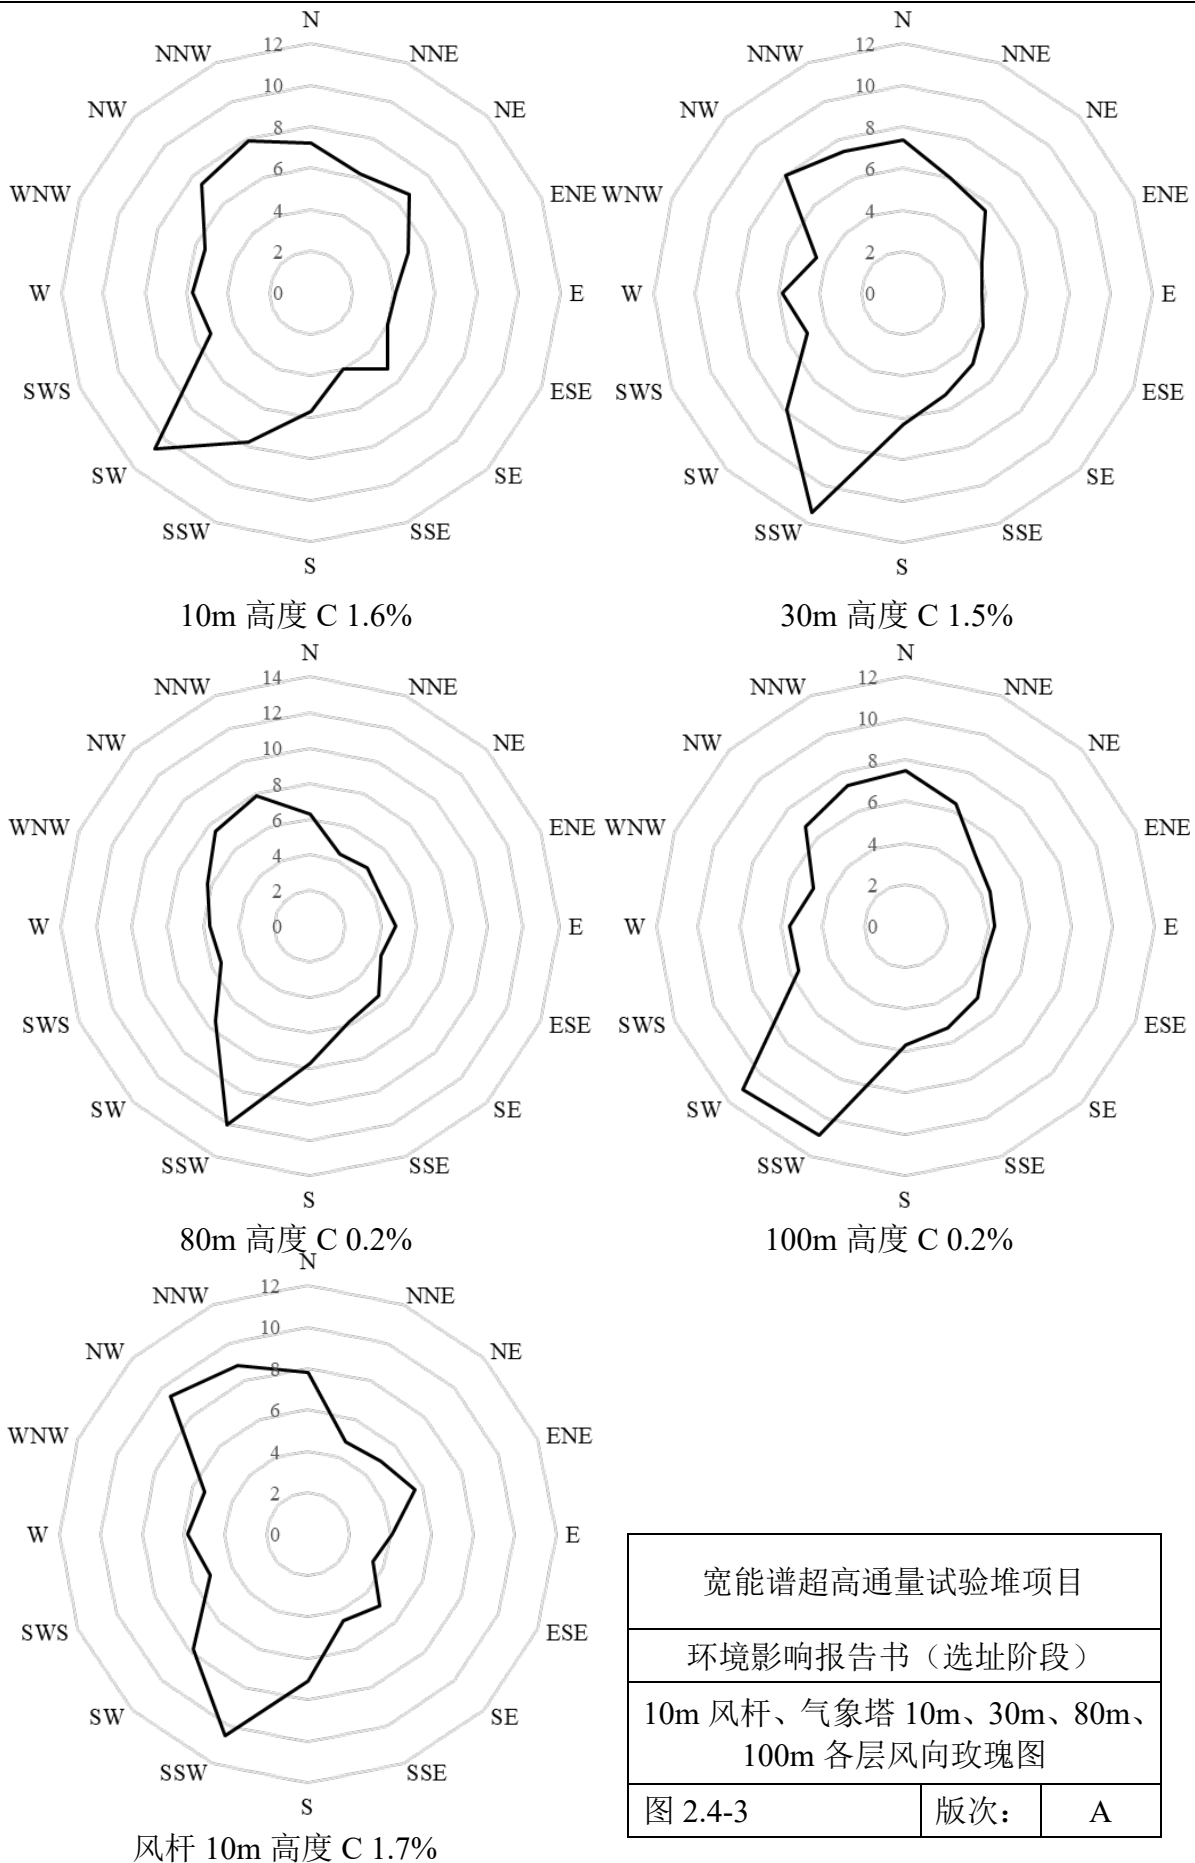 N
NNW 12 NNE
10
NW NE
8
6
WNW ENE
4
2
W 0 E
SWS ESE
SW SE
SSW SSE
S
10m 高度 C 1.6%
N
NNW 12 NNE
10
NW NE
8
6
WNW ENE
4
2
W 0 E
SWS ESE
SW SE
SSW SSE
S
30m 高度 C 1.5%
N
NNW 14 NNE
12
NW 10 NE
8
6
WNW ENE
4
2
W 0 E
SWS ESE
SW SE
SSW SSE
S
80m 高度 C 0.2%
N
NNW 12 NNE
10
NW NE
8
6
WNW ENE
4
2
W 0 E
SWS ESE
SW SE
SSW SSE
S
100m 高度 C 0.2%
N
NNW 12 NNE
10
NW NE
8
6
WNW ENE
4
2
W 0 E
SWS ESE
SW SE
SSW SSE
S
风杆 10m 高度 C 1.7%
宽能谱超高通量试验堆项目
环境影响报告书（选址阶段）
10m 风杆、气象塔 10m、30m、80m、
100m 各层风向玫瑰图
图 2.4-3 版次： A